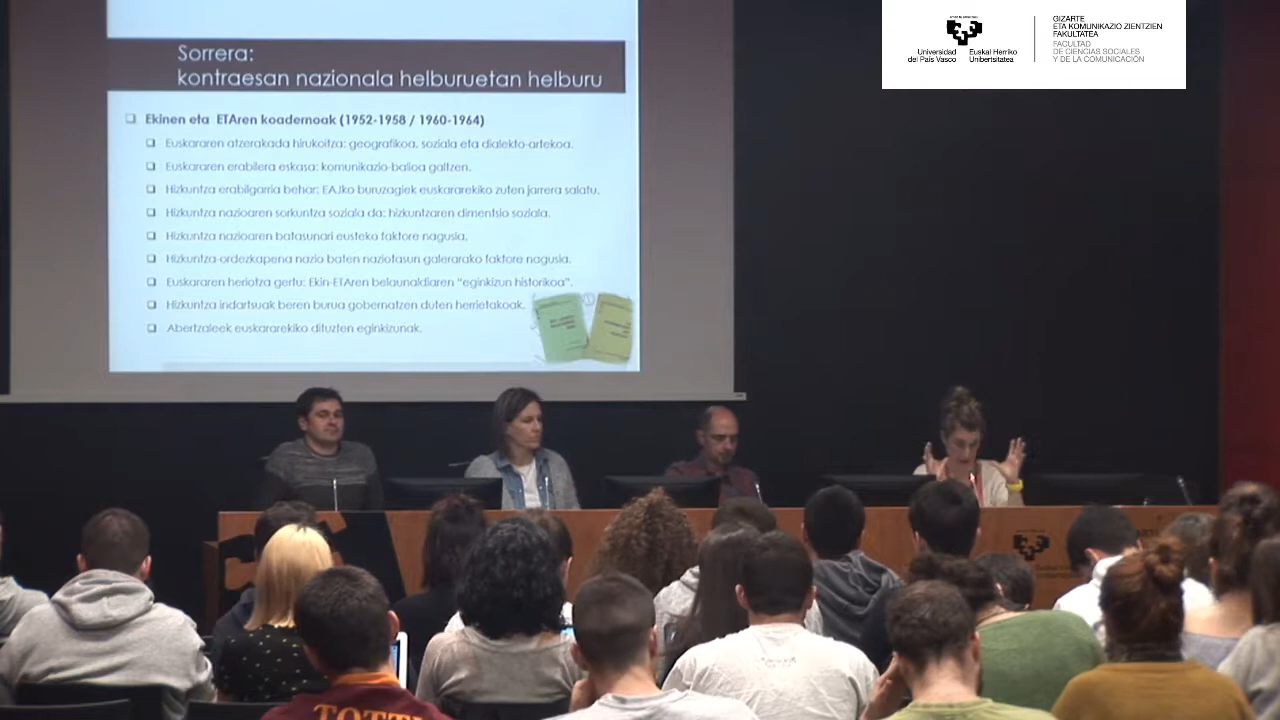 Sorrera:
kontraesan nazionala helburuetan helburu
Ekinen eta ETAren koadernoak (1952-1958 / 1960-1964)
Euskararen atzerakada hirukoitza: geografikoa, soziala eta dialekto-artekoa.
Euskararen erabilera eskasa: komunikazio-balioa galtzen.
Hizkuntza erabilgarria behar: EAJko buruzagiek euskararekiko zuten jarrera salatu.
Hizkuntza nazioaren sorkuntza soziala da: hizkuntzaren dimentsio soziala.
Hizkuntza nazioaren batasunari eusteko faktore nagusia.
Hizkuntza-ordezkapena nazio baten naziotasun galerarako faktore nagusia.
Euskararen heriotza gertu: Ekin-ETAren belaunaldiaren "eginkizun historikoa".
Hizkuntza indartsuak beren burua gobernatzen duten herrietakoak.
Abertzaleek euskararekiko dituzten eginkizunak.
Universidad
del País Vasco
Euskal Herriko
Unibertsitatea
GIZARTE
ETA KOMUNIKAZIO ZIENTZIEN
FAKULTATEA
FACULTAD
DE CIENCIAS SOCIALES
Y DE LA COMUNICACIÓN
TOTTI